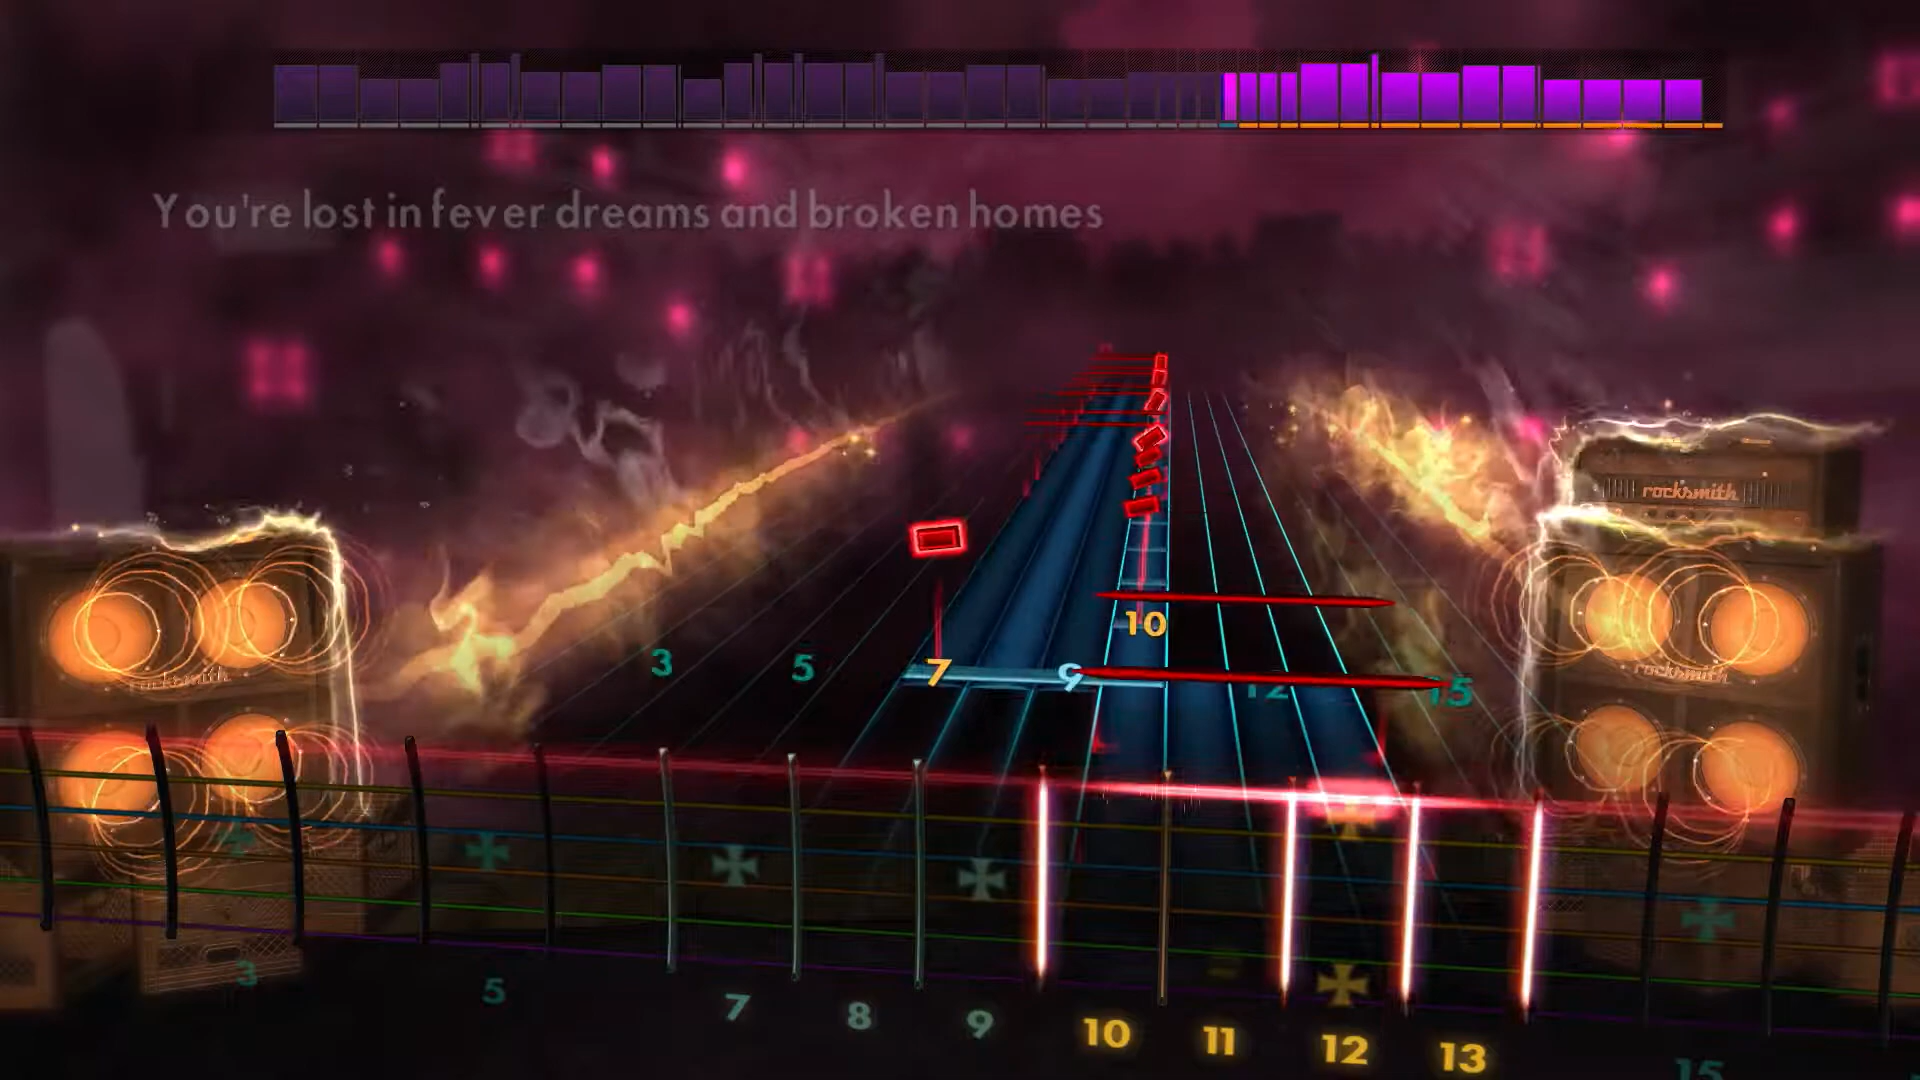 You're lost in fever dreams and broken homes
rocksmith
rocksmith
rocksmith
10
3 5 7 9 12 15
3 5 7 8 9 10 11 12 13 15